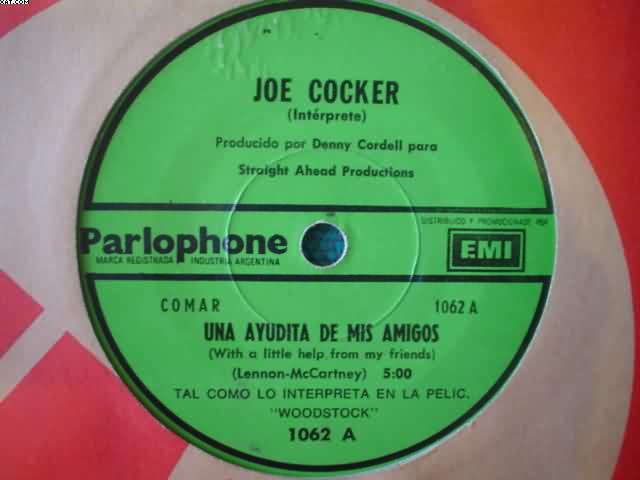 XAT.COM
JOE COCKER
(Intérprete)
Producido por Denny Cordell para
Straight Ahead Productions
DISTRIBUIDO Y PROMOCIONADO POR
Parlophone
EMI
MARCA REGISTRADA INDUSTRIA ARGENTINA
COMAR 1062 A
UNA AYUDITA DE MIS AMIGOS
(With a little help from my friends)
(Lennon-McCartney) 5:00
TAL COMO LO INTERPRETA EN LA PELIC.
"WOODSTOCK"
1062 A